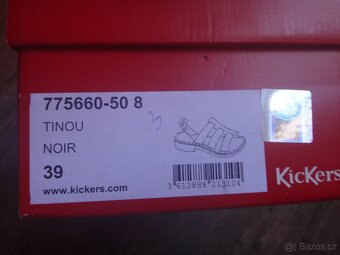 775660-50 8
TINOU
NOIR
39
www.kickers.com
3 612889 213104
KicKers
© Bazos.cz